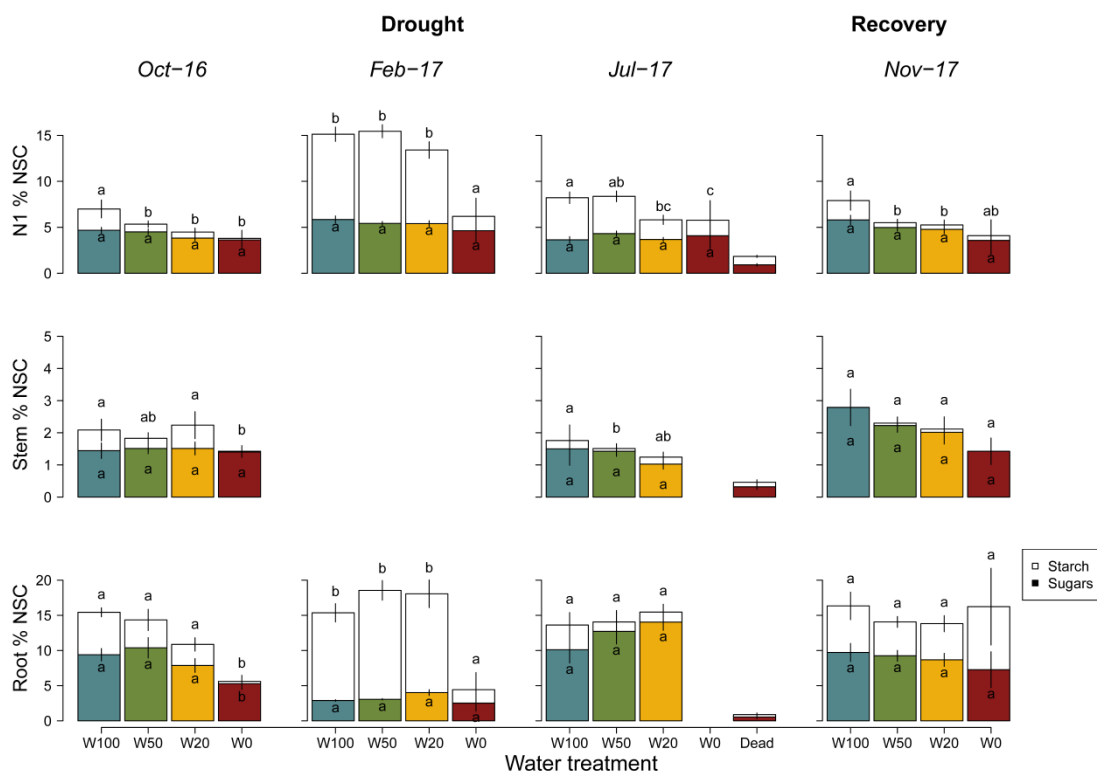 Drought Recovery
Oct−16 Feb−17 Jul−17 Nov−17
N1 % NSC
15
10
5
0
a b b b
a a a a
b b b a
a a a a
a ab bc c
a a a a
a b b ab
a a a a
Stem % NSC
5
4
3
2
1
0
a ab a b
a a a a
a b ab
a a a
a a a a
a a a a
Root % NSC
20
15
10
5
0
a a a b
a a a b
b b b a
a a a a
a a a
a a a
a a a a
a a a a
Starch
Sugars
W100 W50 W20 W0 W100 W50 W20 W0 W100 W50 W20 W0 Dead W100 W50 W20 W0
Water treatment